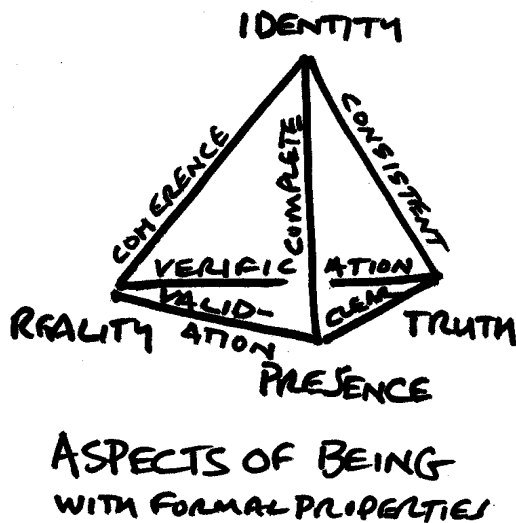 IDENTITY
COHERENCE
COMPLETE
CONSISTENT
VERIFIC ATION
VALID-
ATION
CLEAR
REALITY
TRUTH
PRESENCE
ASPECTS OF BEING
WITH FORMAL PROPERTIES